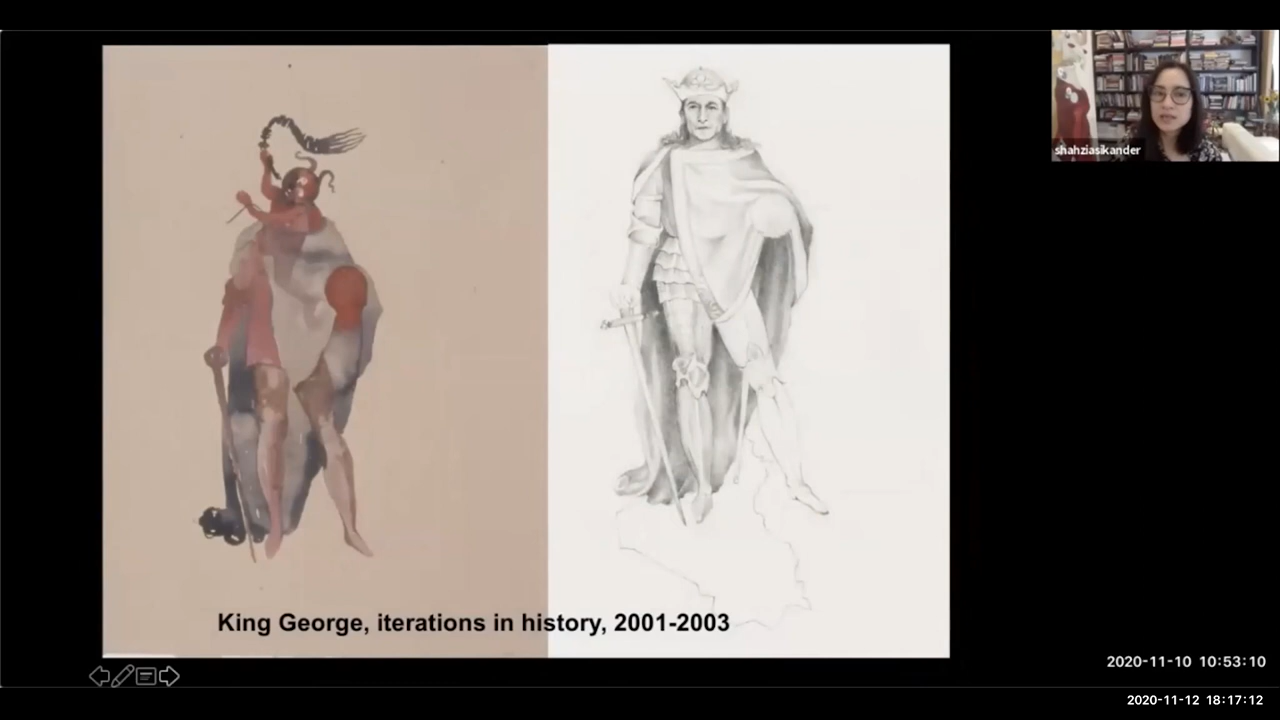 shahziasikander
King George, iterations in history, 2001-2003
2020-11-10 10:53:10
2020-11-12 18:17:12